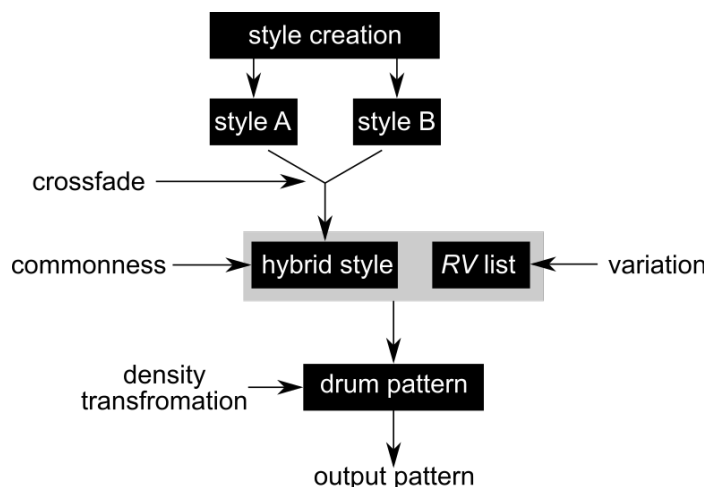 style creation
style A
style B
crossfade
commonness
hybrid style
RV list
variation
density
transfromation
drum pattern
output pattern